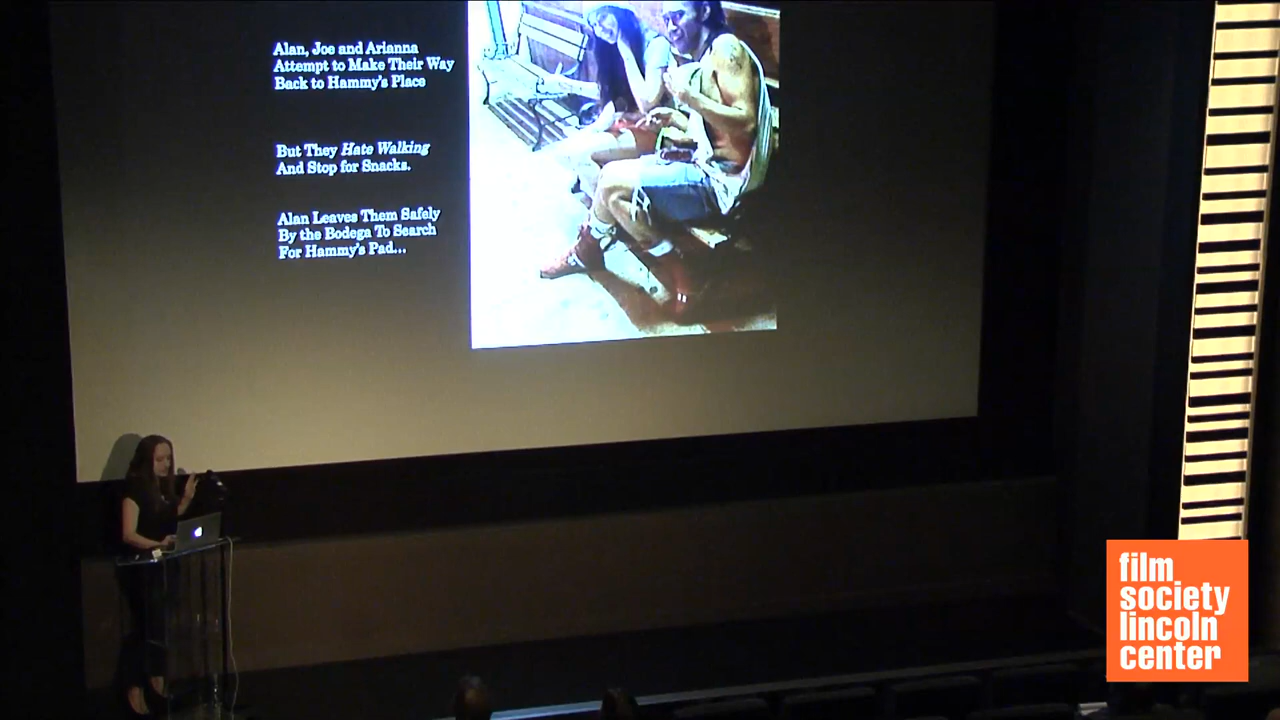 Alan, Joe and Arianna
Attempt to Make Their Way
Back to Hammy's Place
But They Hate Walking
And Stop for Snacks.
Alan Leaves Them Safely
By the Bodega To Search
For Hammy's Pad...
film
society
lincoln
center